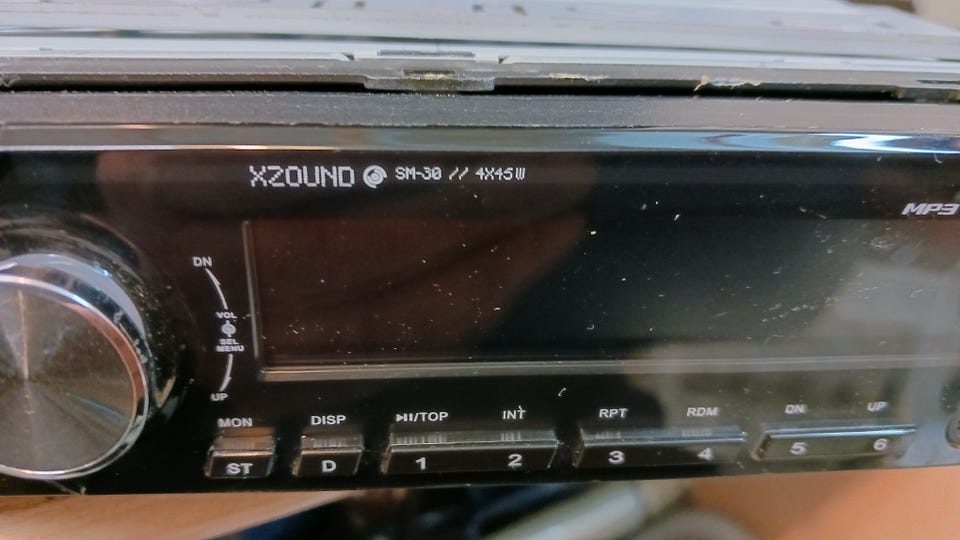 XZOUND SM-30 // 4X45W
MP3
DN
VOL
SEL
MENU
UP
MON DISP ▶II/TOP INT RPT RDM DN UP
ST D 1 2 3 4 5 6